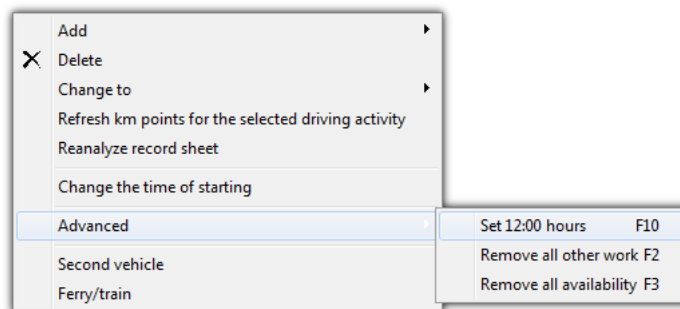 Add
Delete
Change to
Refresh km points for the selected driving activity
Reanalyze record sheet
Change the time of starting
Advanced
Second vehicle
Ferry/train
Set 12:00 hours F10
Remove all other work F2
Remove all availability F3